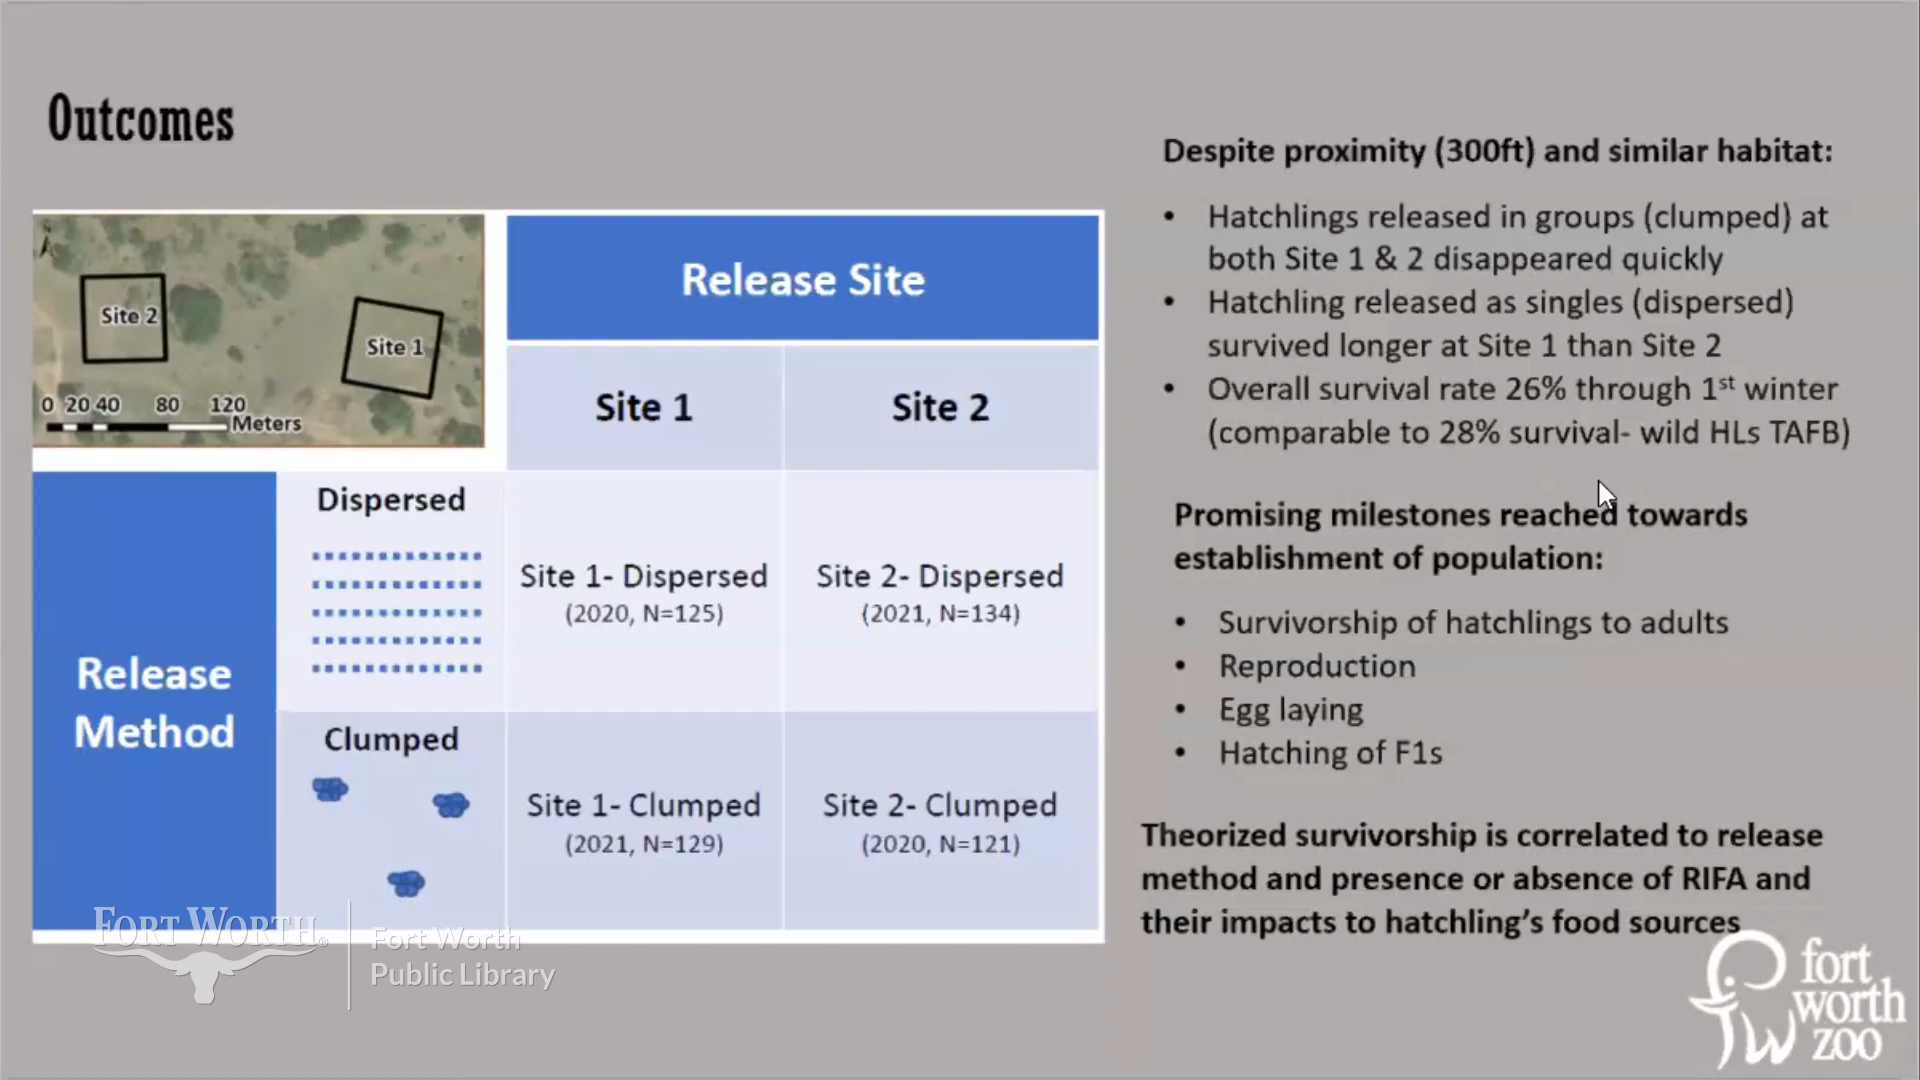 Outcomes
Site 2
Site 1
0 20 40 80 120
Meters
Release Site
Site 1
Site 2
Release
Method
Dispersed
Site 1- Dispersed
(2020, N=125)
Site 2- Dispersed
(2021, N=134)
Clumped
Site 1- Clumped
(2021, N=129)
Site 2- Clumped
(2020, N=121)
Despite proximity (300ft) and similar habitat:
• Hatchlings released in groups (clumped) at
both Site 1 & 2 disappeared quickly
• Hatchling released as singles (dispersed)
survived longer at Site 1 than Site 2
• Overall survival rate 26% through 1st winter
(comparable to 28% survival- wild HLs TAFB)
Promising milestones reached towards
establishment of population:
• Survivorship of hatchlings to adults
• Reproduction
• Egg laying
• Hatching of F1s
Theorized survivorship is correlated to release
method and presence or absence of RIFA and
their impacts to hatchling’s food sources
FORT WORTH®
Fort Worth
Public Library
fort
worth
zoo